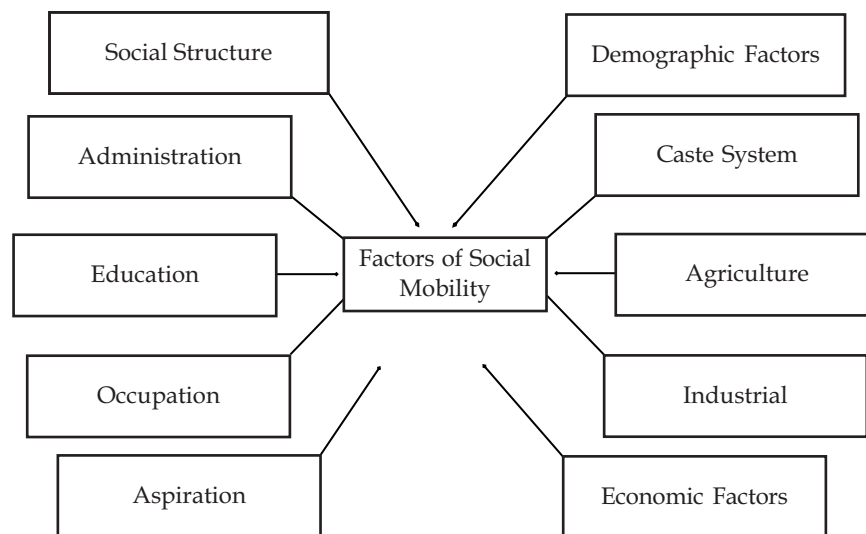 Social Structure
Demographic Factors
Administration
Caste System
Factors of Social
Mobility
Education
Agriculture
Occupation
Industrial
Aspiration
Economic Factors